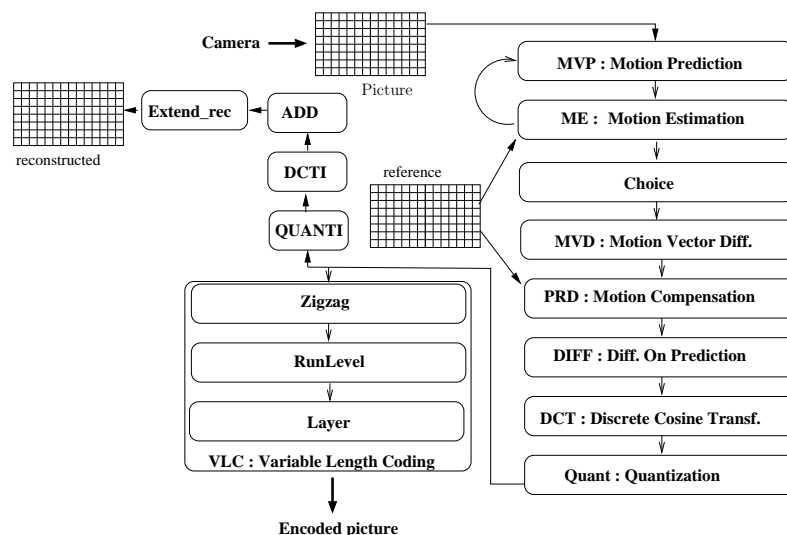 Camera
Picture
MVP : Motion Prediction
ME : Motion Estimation
Choice
MVD : Motion Vector Diff.
PRD : Motion Compensation
DIFF : Diff. On Prediction
DCT : Discrete Cosine Transf.
Quant : Quantization
reference
reconstructed
Extend_rec
ADD
DCTI
QUANTI
Zigzag
RunLevel
Layer
VLC : Variable Length Coding
Encoded picture